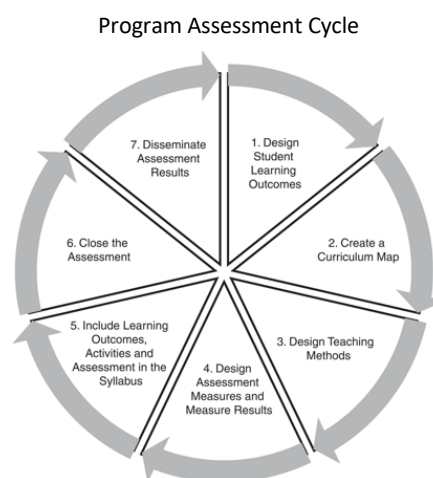 Program Assessment Cycle
1. Design
Student
Learning
Outcomes
2. Create a
Curriculum Map
3. Design Teaching
Methods
4. Design
Assessment
Measures and
Measure Results
5. Include Learning
Outcomes,
Activities and
Assessment in the
Syllabus
6. Close the
Assessment
7. Disseminate
Assessment
Results